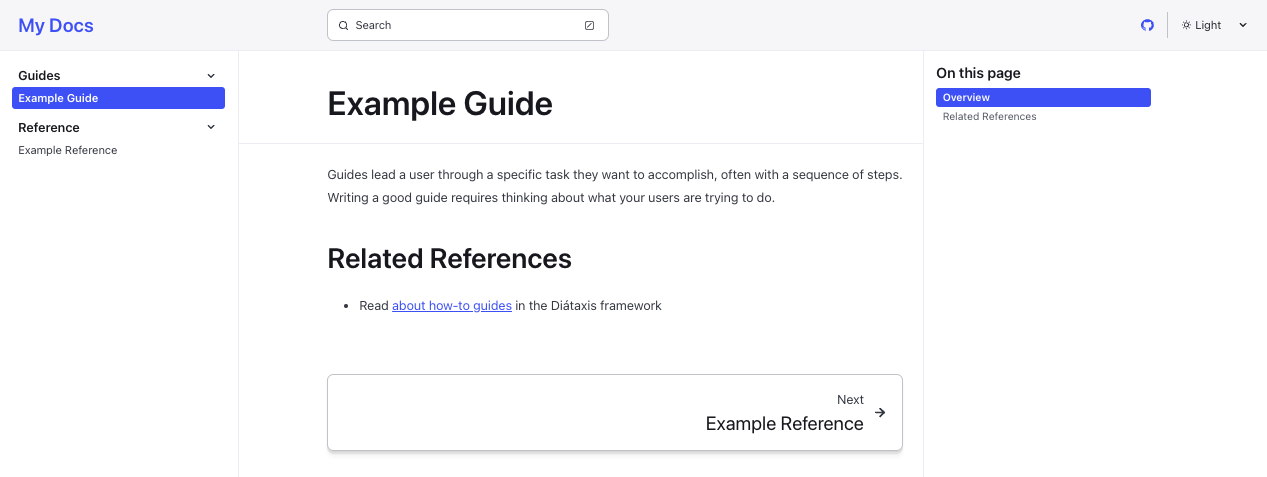 My Docs
Search
Light
Guides
Example Guide
Reference
Example Reference
Example Guide
Guides lead a user through a specific task they want to accomplish, often with a sequence of steps.
Writing a good guide requires thinking about what your users are trying to do.
Related References
Read about how-to guides in the Diátaxis framework
Next
Example Reference
On this page
Overview
Related References